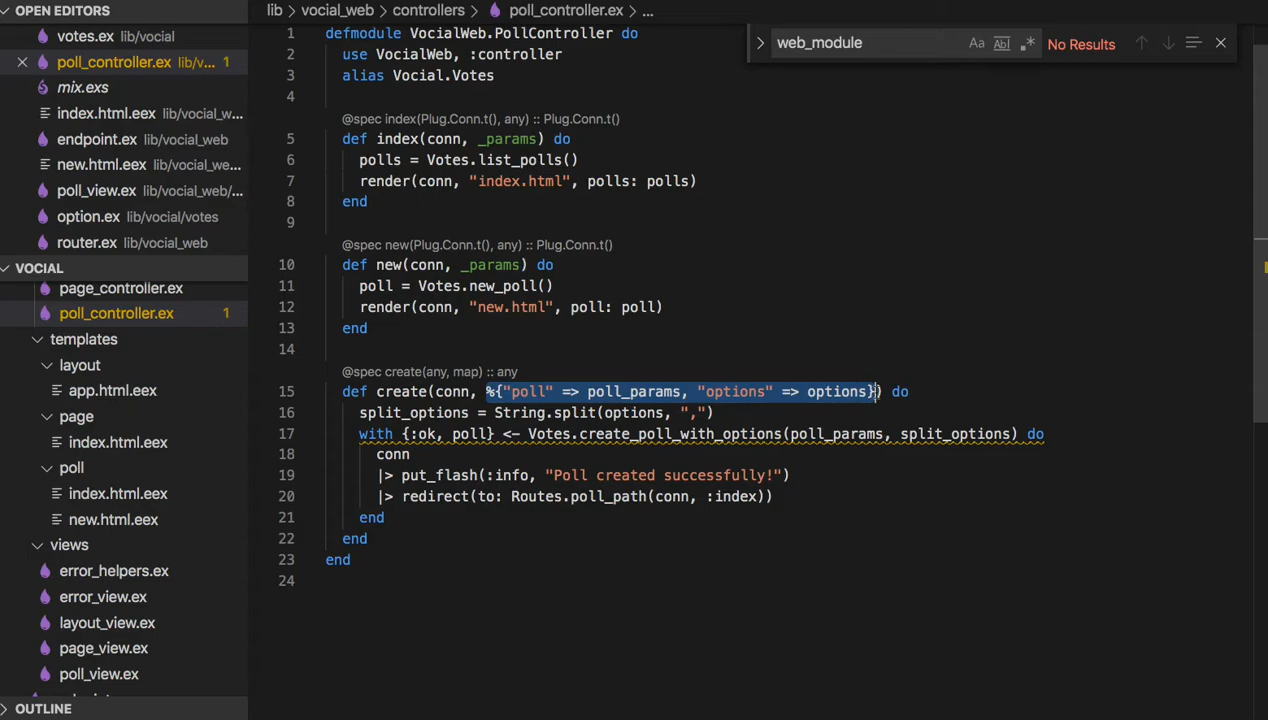 OPEN EDITORS
votes.ex lib/vocial
poll_controller.ex lib/v... 1
mix.exs
index.html.eex lib/vocial_w...
endpoint.ex lib/vocial_web
new.html.eex lib/vocial_we...
poll_view.ex lib/vocial_web/...
option.ex lib/vocial/votes
router.ex lib/vocial_web
VOCIAL
page_controller.ex
poll_controller.ex 1
templates
layout
app.html.eex
page
index.html.eex
poll
index.html.eex
new.html.eex
views
error_helpers.ex
error_view.ex
layout_view.ex
page_view.ex
poll_view.ex
OUTLINE
lib > vocial_web > controllers > poll_controller.ex > ...
web_module Aa Abl .* No Results
1 defmodule VocialWeb.PollController do
2 use VocialWeb, :controller
3 alias Vocial.Votes
4
@spec index(Plug.Conn.t(), any) :: Plug.Conn.t()
5 def index(conn, _params) do
6 polls = Votes.list_polls()
7 render(conn, "index.html", polls: polls)
8 end
9
@spec new(Plug.Conn.t(), any) :: Plug.Conn.t()
10 def new(conn, _params) do
11 poll = Votes.new_poll()
12 render(conn, "new.html", poll: poll)
13 end
14
@spec create(any, map) :: any
15 def create(conn, %{"poll" => poll_params, "options" => options}) do
16 split_options = String.split(options, ",")
17 with {:ok, poll} <- Votes.create_poll_with_options(poll_params, split_options) do
18 conn
19 |> put_flash(:info, "Poll created successfully!")
20 |> redirect(to: Routes.poll_path(conn, :index))
21 end
22 end
23 end
24